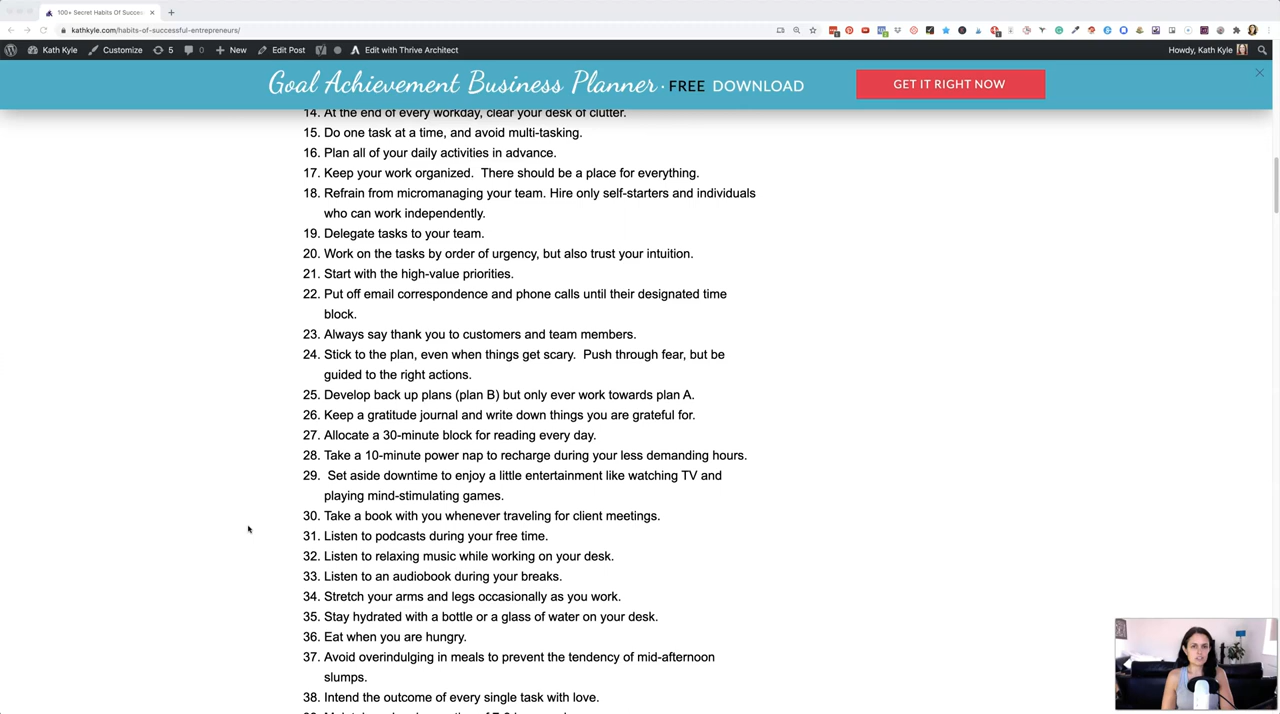 100+ Secret Habits Of Succes
kathkyle.com/habits-of-successful-entrepreneurs/
Kath Kyle Customize 5 0 New Edit Post Edit with Thrive Architect Howdy, Kath Kyle
Goal Achievement Business Planner · FREE DOWNLOAD GET IT RIGHT NOW
14. At the end of every workday, clear your desk of clutter.
15. Do one task at a time, and avoid multi-tasking.
16. Plan all of your daily activities in advance.
17. Keep your work organized. There should be a place for everything.
18. Refrain from micromanaging your team. Hire only self-starters and individuals
who can work independently.
19. Delegate tasks to your team.
20. Work on the tasks by order of urgency, but also trust your intuition.
21. Start with the high-value priorities.
22. Put off email correspondence and phone calls until their designated time
block.
23. Always say thank you to customers and team members.
24. Stick to the plan, even when things get scary. Push through fear, but be
guided to the right actions.
25. Develop back up plans (plan B) but only ever work towards plan A.
26. Keep a gratitude journal and write down things you are grateful for.
27. Allocate a 30-minute block for reading every day.
28. Take a 10-minute power nap to recharge during your less demanding hours.
29. Set aside downtime to enjoy a little entertainment like watching TV and
playing mind-stimulating games.
30. Take a book with you whenever traveling for client meetings.
31. Listen to podcasts during your free time.
32. Listen to relaxing music while working on your desk.
33. Listen to an audiobook during your breaks.
34. Stretch your arms and legs occasionally as you work.
35. Stay hydrated with a bottle or a glass of water on your desk.
36. Eat when you are hungry.
37. Avoid overindulging in meals to prevent the tendency of mid-afternoon
slumps.
38. Intend the outcome of every single task with love.